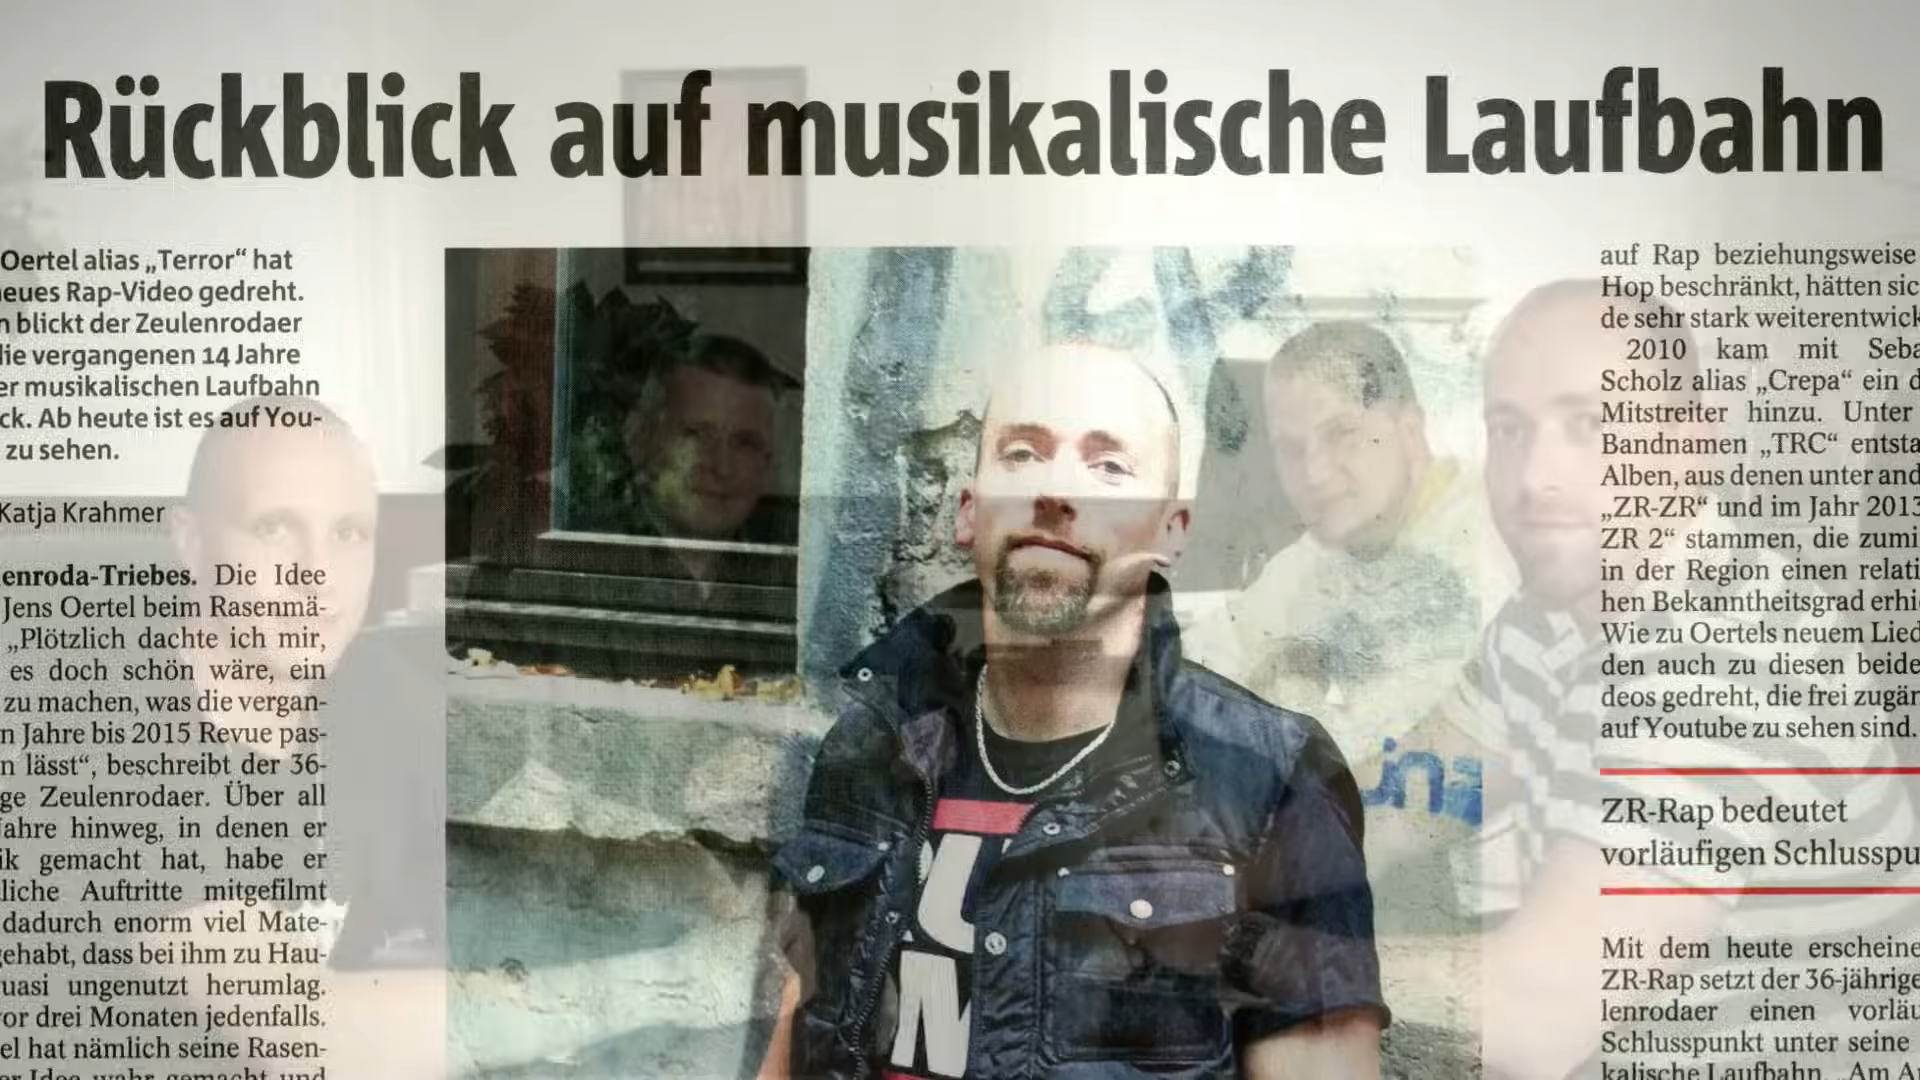 Rückblick auf musikalische Laufbahn
Oertel alias „Terror“ hat
neues Rap-Video gedreht.
blickt der Zeulenrodaer
die vergangenen 14 Jahre
er musikalischen Laufbahn
ck. Ab heute ist es auf You-
zu sehen.
Katja Krahmer
enroda-Triebes. Die Idee
Jens Oertel beim Rasenmä-
„Plötzlich dachte ich mir,
es doch schön wäre, ein
zu machen, was die vergan-
n Jahre bis 2015 Revue pas-
n lässt“, beschreibt der 36-
ge Zeulenrodaer. Über all
Jahre hinweg, in denen er
ik gemacht hat, habe er
liche Auftritte mitgefilmt
dadurch enorm viel Mate-
gehabt, dass bei ihm zu Hau-
uasi ungenutzt herumlag.
vor drei Monaten jedenfalls.
el hat nämlich seine Rasen-
er Idee wahr gemacht und
auf Rap beziehungsweise
Hop beschränkt, hätten sic
de sehr stark weiterentwick
2010 kam mit Seba
Scholz alias „Crepa“ ein d
Mitstreiter hinzu. Unter
Bandnamen „TRC“ entsta
Alben, aus denen unter and
„ZR-ZR“ und im Jahr 2013
ZR 2“ stammen, die zumi
in der Region einen relati
hen Bekanntheitsgrad erhi
Wie zu Oertels neuem Lied
den auch zu diesen beide
deos gedreht, die frei zugän
auf Youtube zu sehen sind.
ZR-Rap bedeutet
vorläufigen Schlusspu
Mit dem heute erscheine
ZR-Rap setzt der 36-jährige
lenrodaer einen vorläu
Schlusspunkt unter seine
kalische Laufbahn. „Am A